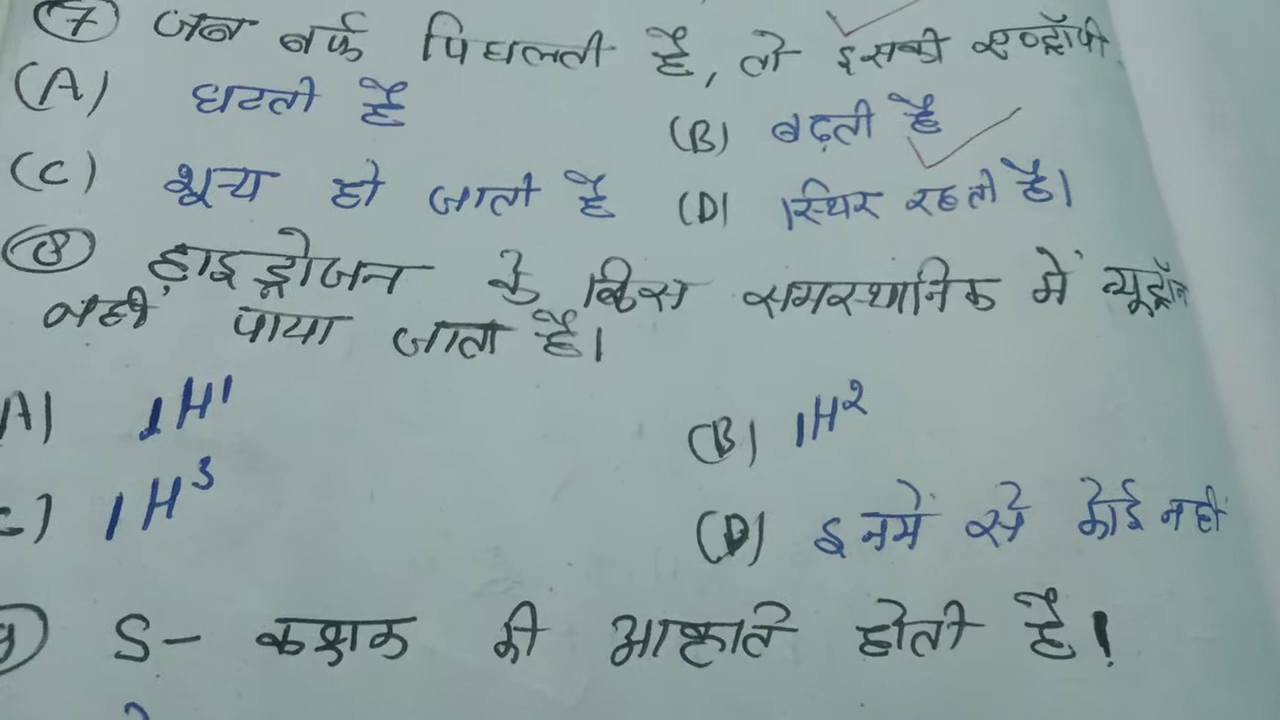 7 जब बर्फ पिघलती है, तो इसकी एन्ट्रॉपी
(A) घटती है (B) बढ़ती है
(C) शून्य हो जाती है (D) स्थिर रहती है।
8 हाइड्रोजन के किस समस्थानिक में न्यूट्रॉन
नहीं पाया जाता है।
A) 1H1 (B) 1H2
C) 1H3 (D) इनमें से कोई नहीं
9) S- कक्षक की आकृति होती है।